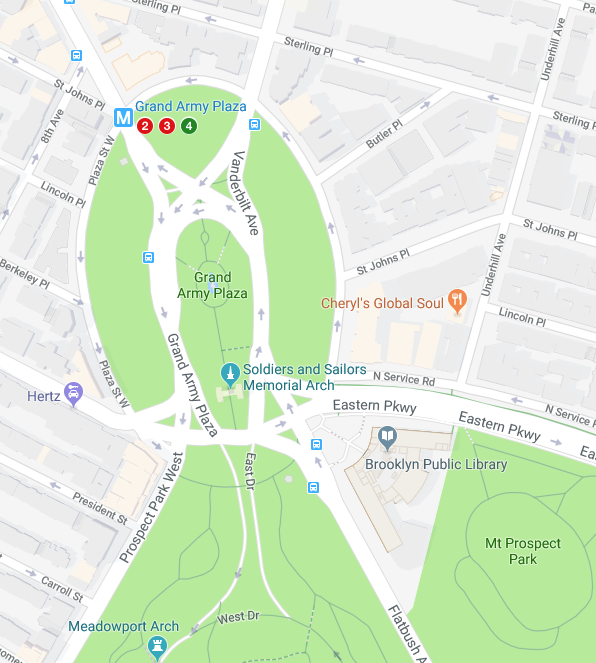 Sterling Pl
Pa
Sterling Pl
Underhill Ave
St Johns Pl
Grand Army Plaza
M
2 3 4
Sterling Pl
8th Ave
Butler Pl
Plaza St W
Vanderbilt Ave
Lincoln Pl
St Johns Pl
St Johns Pl
Underhill Ave
Berkeley Pl
Grand
Army Plaza
Cheryl's Global Soul
Lincoln Pl
Grand Army Plaza
Plaza St W
Soldiers and Sailors
Memorial Arch
N Service Rd
Hertz
Eastern Pkwy
N Service R
Eastern Pkwy
Ea
East Dr
Brooklyn Public Library
Prospect Park West
President St
Mt Prospect
Park
Carroll St
West Dr
Flatbush A
Meadowport Arch